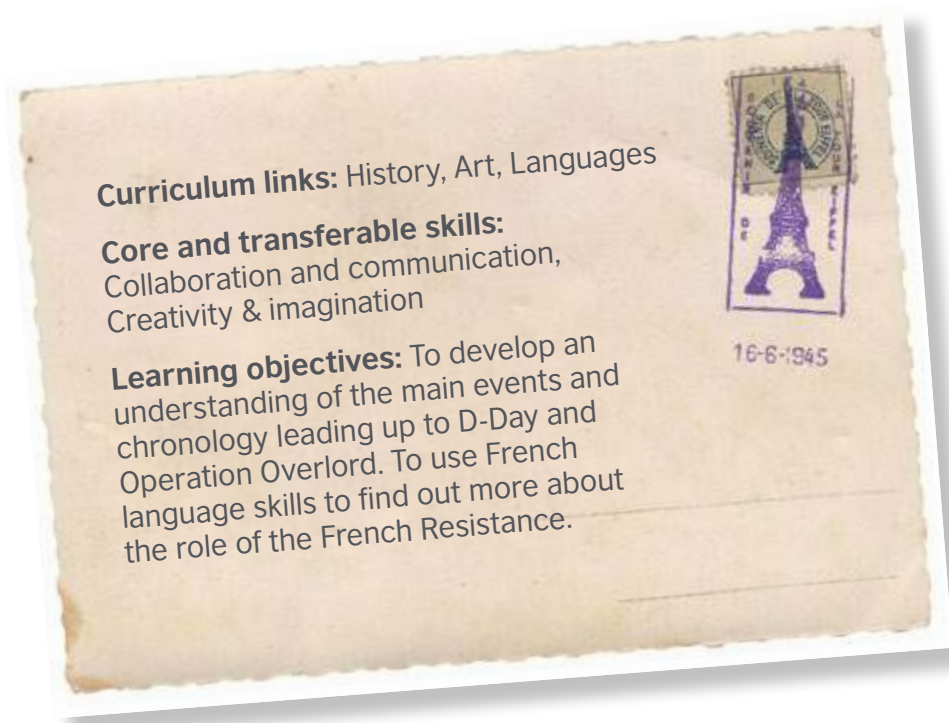 Curriculum links: History, Art, Languages
Core and transferable skills:
Collaboration and communication,
Creativity & imagination
Learning objectives: To develop an
understanding of the main events and
chronology leading up to D-Day and
Operation Overlord. To use French
language skills to find out more about
the role of the French Resistance.
16-6-1945